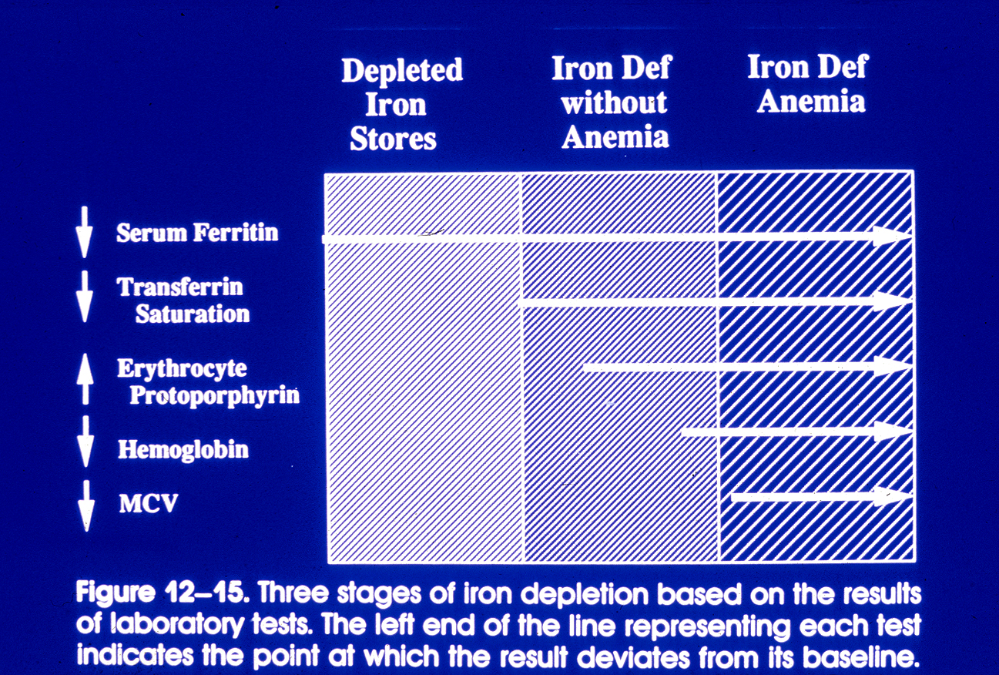 Depleted
Iron
Stores
Iron Def
without
Anemia
Iron Def
Anemia
Serum Ferritin
Transferrin
Saturation
Erythrocyte
Protoporphyrin
Hemoglobin
MCV
Figure 12–15. Three stages of iron depletion based on the results
of laboratory tests. The left end of the line representing each test
indicates the point at which the result deviates from its baseline.